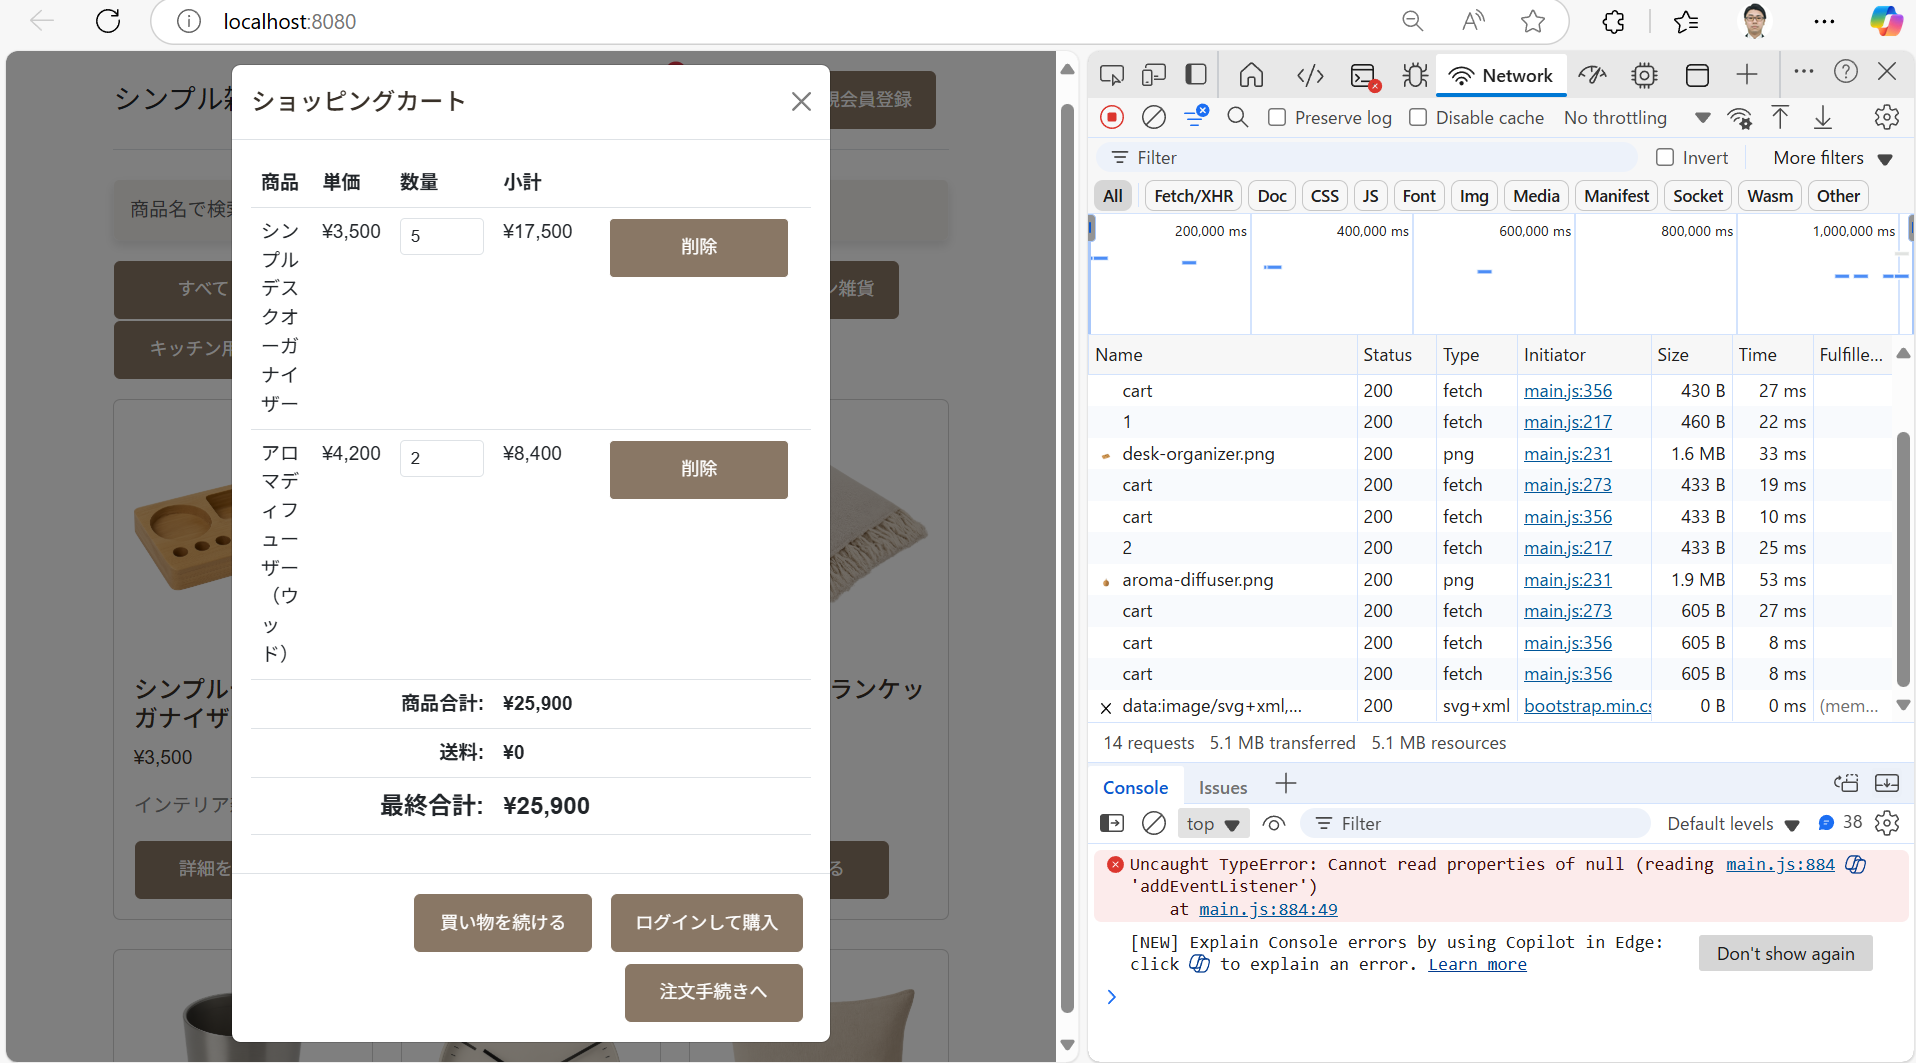 localhost:8080
シンプル雑
規会員登録
ショッピングカート
商品名で検索
すべて
ン雑貨
キッチン用
商品 単価 数量 小計
シンプルデスクオーガナイザー ¥3,500 5 ¥17,500 削除
アロマディフューザー（ウッド） ¥4,200 2 ¥8,400 削除
商品合計: ¥25,900
送料: ¥0
最終合計: ¥25,900
買い物を続ける ログインして購入
注文手続きへ
シンプル
ガナイザ
¥3,500
インテリア
詳細を
ランケッ
る
Network
Preserve log Disable cache No throttling
Filter Invert More filters
All Fetch/XHR Doc CSS JS Font Img Media Manifest Socket Wasm Other
200,000 ms 400,000 ms 600,000 ms 800,000 ms 1,000,000 ms
Name Status Type Initiator Size Time Fulfille...
cart 200 fetch main.js:356 430 B 27 ms
1 200 fetch main.js:217 460 B 22 ms
desk-organizer.png 200 png main.js:231 1.6 MB 33 ms
cart 200 fetch main.js:273 433 B 19 ms
cart 200 fetch main.js:356 433 B 10 ms
2 200 fetch main.js:217 433 B 25 ms
aroma-diffuser.png 200 png main.js:231 1.9 MB 53 ms
cart 200 fetch main.js:273 605 B 27 ms
cart 200 fetch main.js:356 605 B 8 ms
cart 200 fetch main.js:356 605 B 8 ms
data:image/svg+xml,... 200 svg+xml bootstrap.min.cs 0 B 0 ms (mem...
14 requests 5.1 MB transferred 5.1 MB resources
Console Issues
top Filter Default levels 38
Uncaught TypeError: Cannot read properties of null (reading main.js:884
'addEventListener')
at main.js:884:49
[NEW] Explain Console errors by using Copilot in Edge:
click to explain an error. Learn more
Don't show again